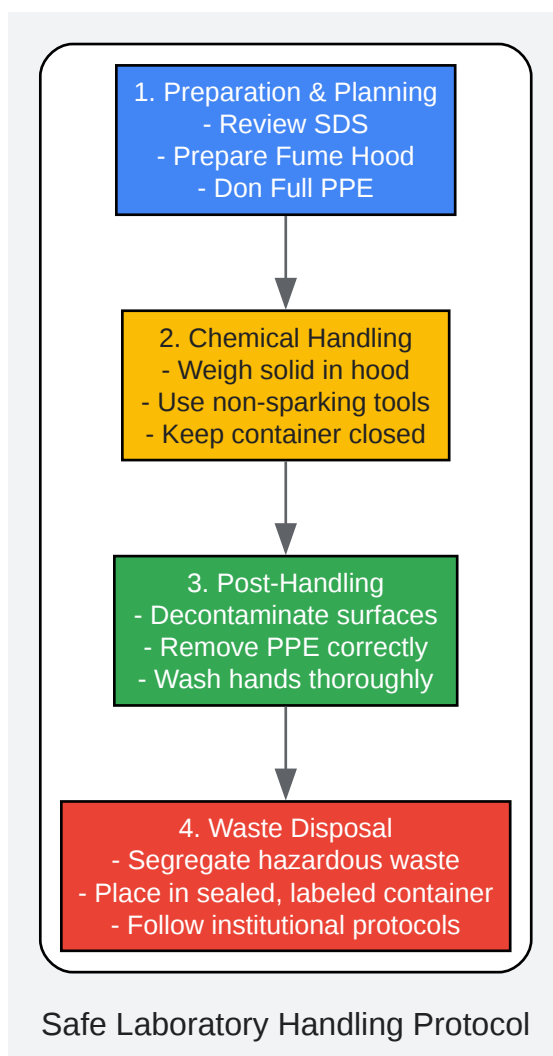 1. Preparation & Planning
- Review SDS
- Prepare Fume Hood
- Don Full PPE
2. Chemical Handling
- Weigh solid in hood
- Use non-sparking tools
- Keep container closed
3. Post-Handling
- Decontaminate surfaces
- Remove PPE correctly
- Wash hands thoroughly
4. Waste Disposal
- Segregate hazardous waste
- Place in sealed, labeled container
- Follow institutional protocols
Safe Laboratory Handling Protocol